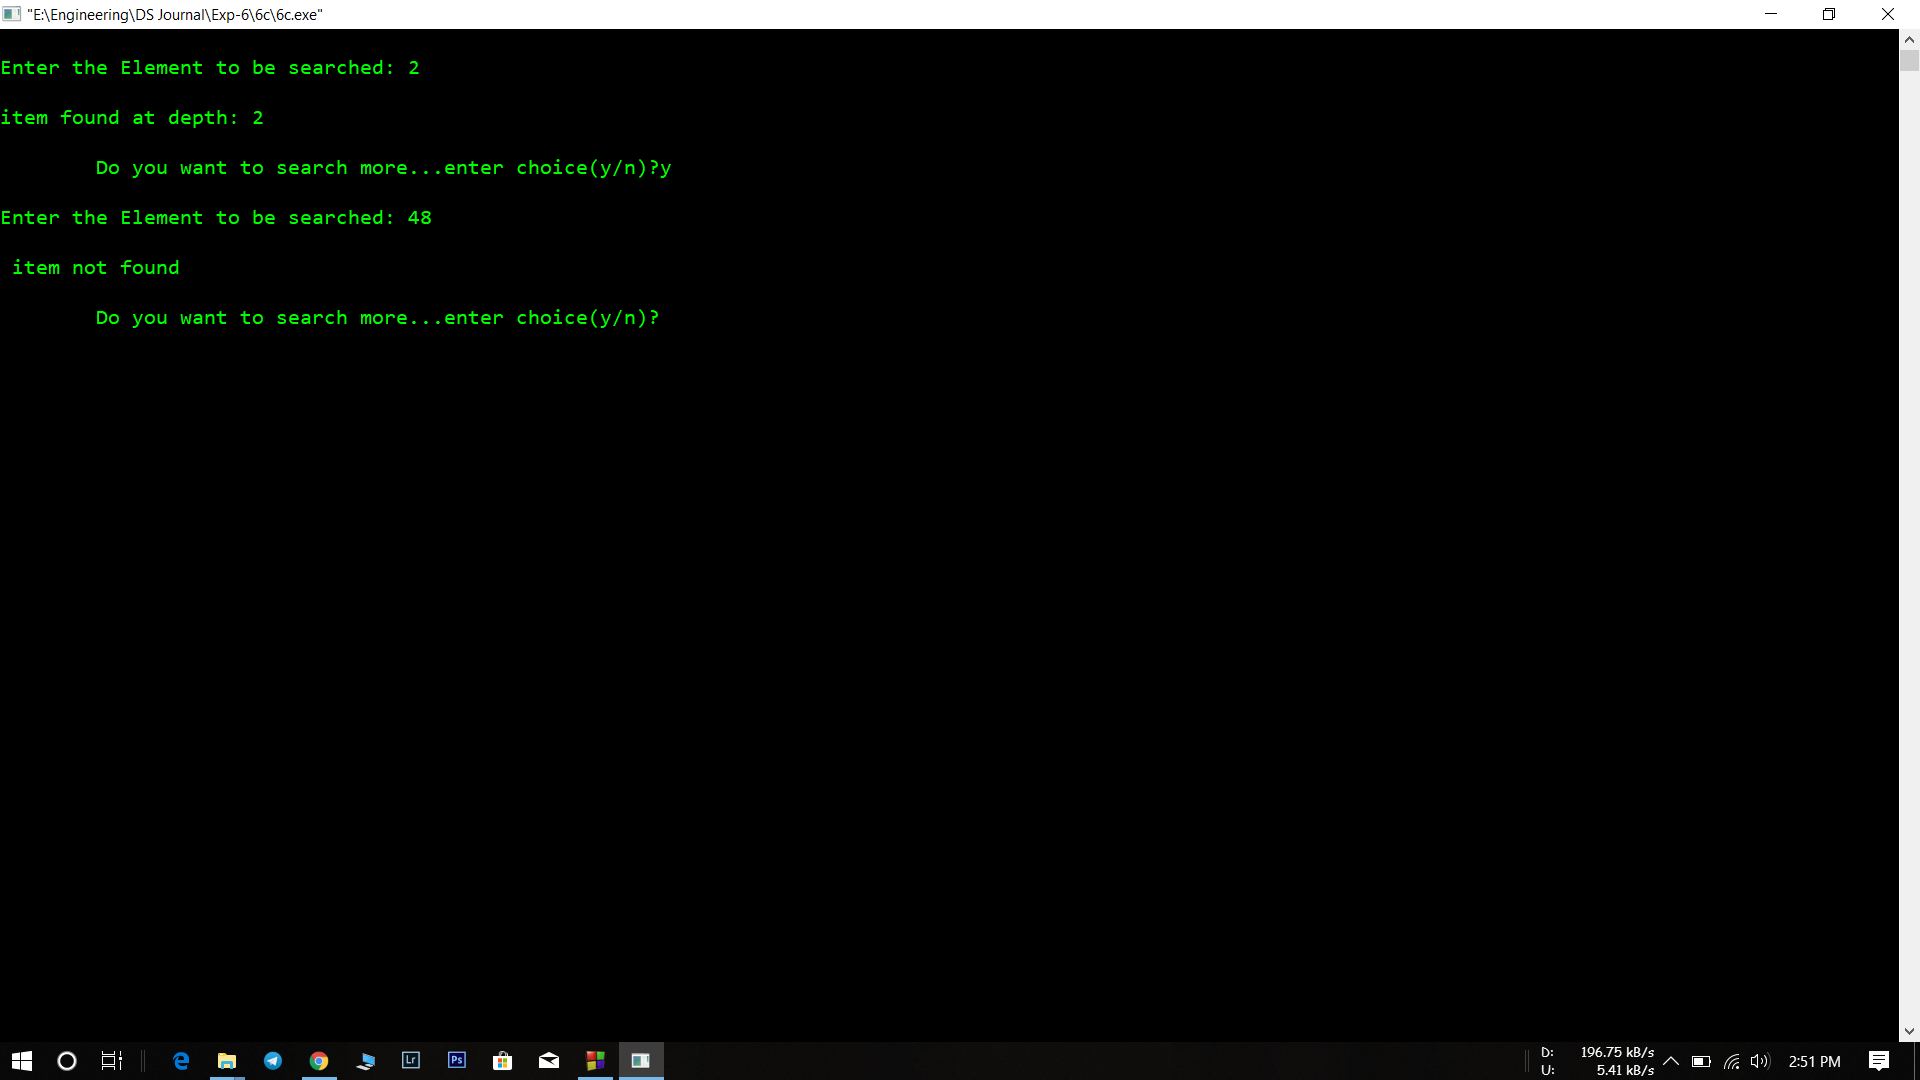 "E:\Engineering\DS Journal\Exp-6\6c\6c.exe"
Enter the Element to be searched: 2
item found at depth: 2
Do you want to search more...enter choice(y/n)?y
Enter the Element to be searched: 48
item not found
Do you want to search more...enter choice(y/n)?
Lr
Ps
D: 196.75 kB/s
U: 5.41 kB/s
2:51 PM